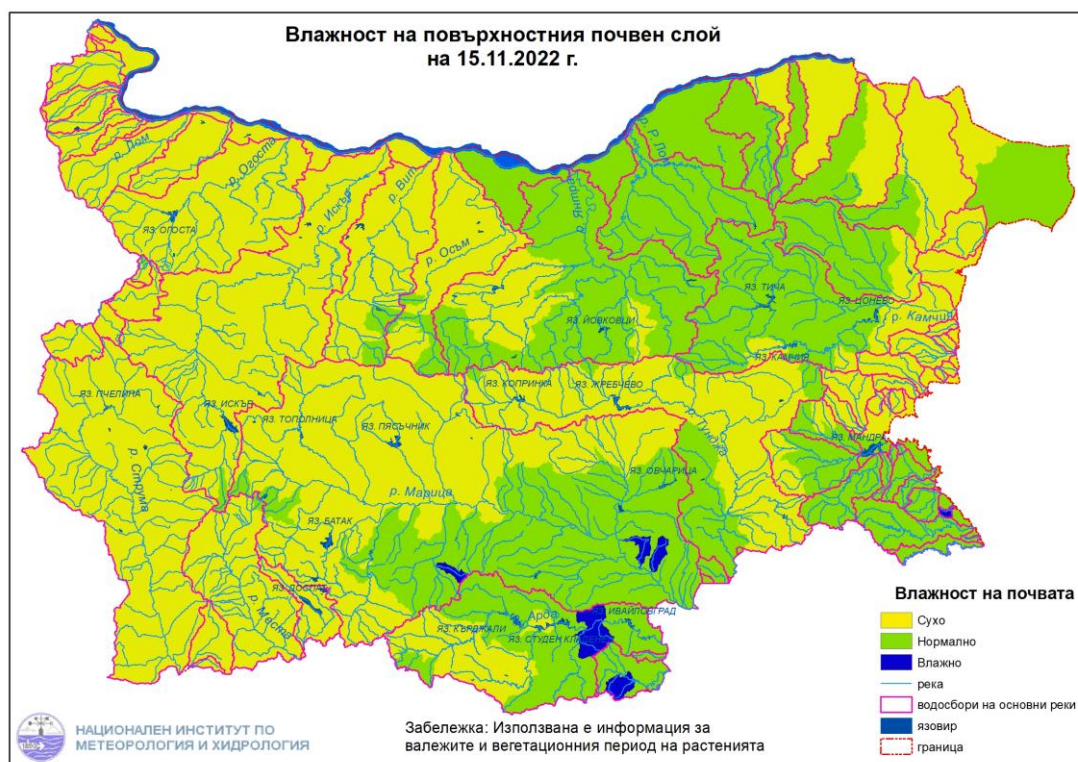 Влажност на повърхностния почвен слой
на 15.11.2022 г.
р. Лом
р. Огоста
р. Искър
р. Вит
р. Осъм
р. Янтра
р. Р Лом
ЯЗ. ОГОСТА
ЯЗ. ТИЧА
ЯЗ. ЦОНЕВО
р. Камчия
ЯЗ. ЙОВКОВЦИ
ЯЗ. КАМЧИЯ
ЯЗ. КОПРИНКА
ЯЗ. ЖРЕБЧЕВО
ЯЗ. ПЧЕЛИНА
ЯЗ. ИСКЪР
ЯЗ. ТОПОЛНИЦА
ЯЗ. ПЯСЪЧНИК
р. Тунджа
ЯЗ. МАНДРА
р. Струма
ЯЗ. ОВЧАРИЦА
р. Марица
ЯЗ. БАТАК
ЯЗ. ДОСПАТ
р. Места
Арда
ИВАЙЛОВГРАД
ЯЗ. КЪРДЖАЛИ
ЯЗ. СТУДЕН
Влажност на почвата
Сухо
Нормално
Влажно
река
водосбори на основни реки
язовир
граница
НАЦИОНАЛЕН ИНСТИТУТ ПО
МЕТЕОРОЛОГИЯ И ХИДРОЛОГИЯ
Забележка: Използвана е информация за
валежите и вегетационния период на растенията